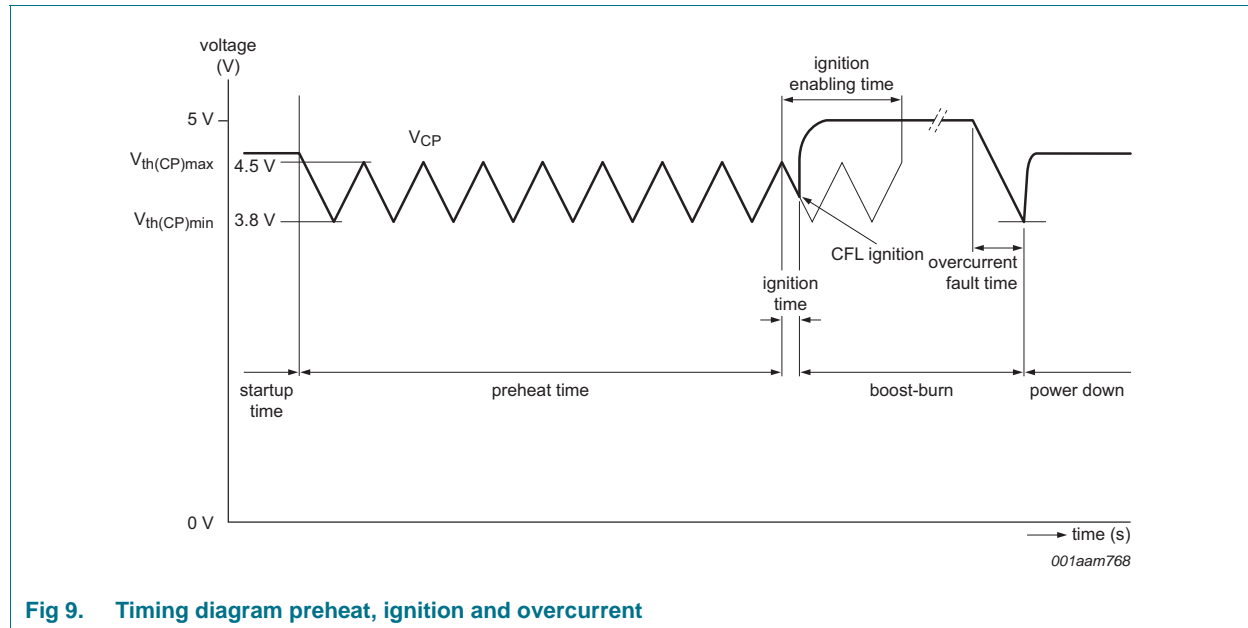 voltage
(V)
ignition
enabling time
5 V
VCP
Vth(CP)max
4.5 V
Vth(CP)min
3.8 V
CFL ignition
overcurrent
fault time
ignition
time
startup
time
preheat time
boost-burn
power down
0 V
time (s)
001aam768
Fig 9. Timing diagram preheat, ignition and overcurrent